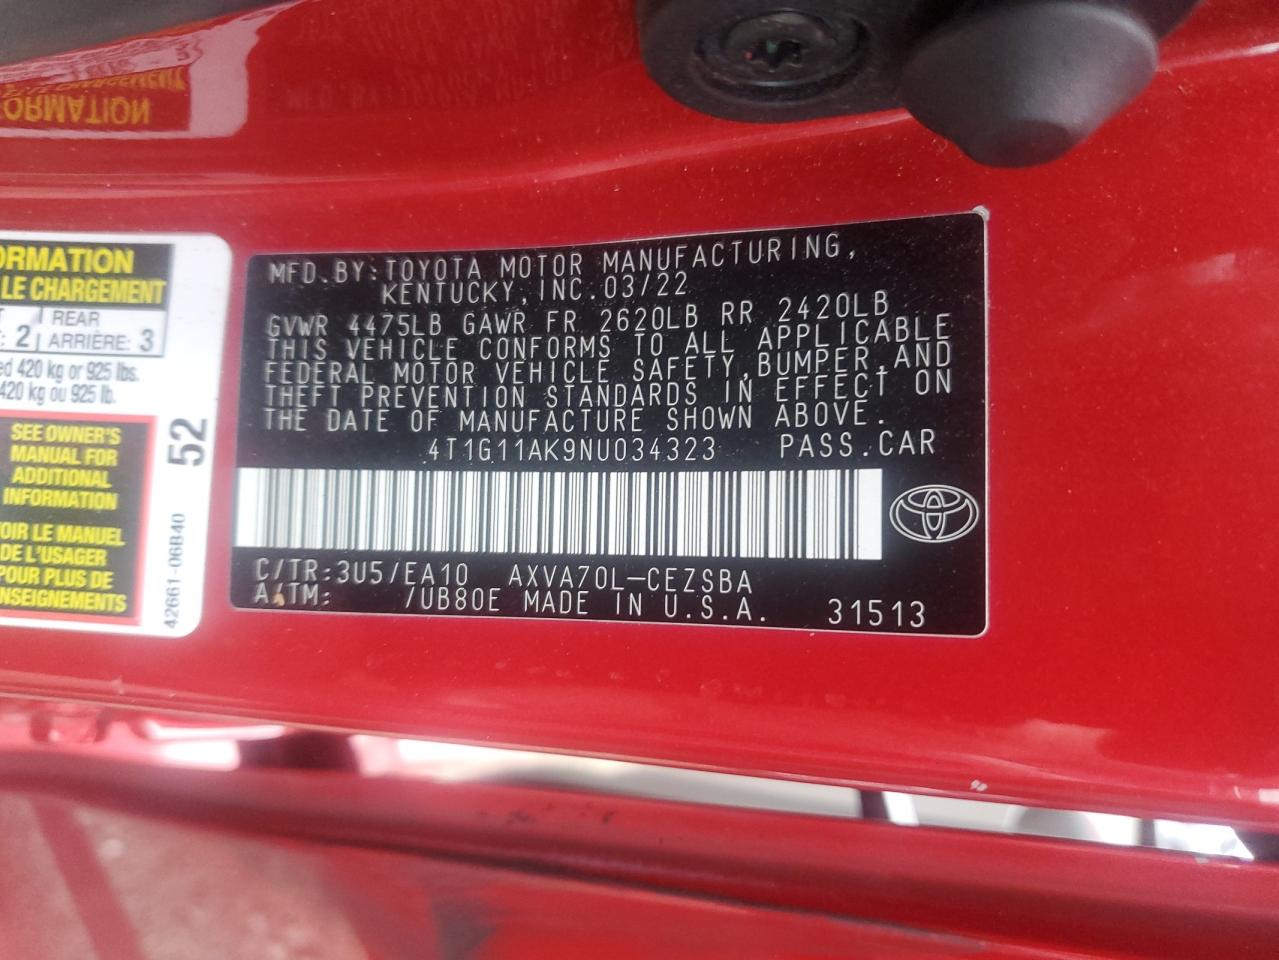 ORMATION
ORMATION
LE CHARGEMENT
2
REAR
ARRIÈRE: 3
ed 420 kg or 925 lbs.
420 kg ou 925 lb.
SEE OWNER'S
MANUAL FOR
ADDITIONAL
INFORMATION
OIR LE MANUEL
DE L'USAGER
POUR PLUS DE
ENSEIGNEMENTS
52
42661-06B40
MFD.BY:TOYOTA MOTOR MANUFACTURING,
KENTUCKY,INC.03/22
GVWR 4475LB GAWR FR 2620LB RR 2420LB
THIS VEHICLE CONFORMS TO ALL APPLICABLE
FEDERAL MOTOR VEHICLE SAFETY,BUMPER,AND
THEFT PREVENTION STANDARDS IN EFFECT ON
THE DATE OF MANUFACTURE SHOWN ABOVE.
4T1G11AK9NU034323 PASS.CAR
C/TR:3U5/EA10 AXVA70L-CEZSBA
A/TM: /UB80E MADE IN U.S.A. 31513